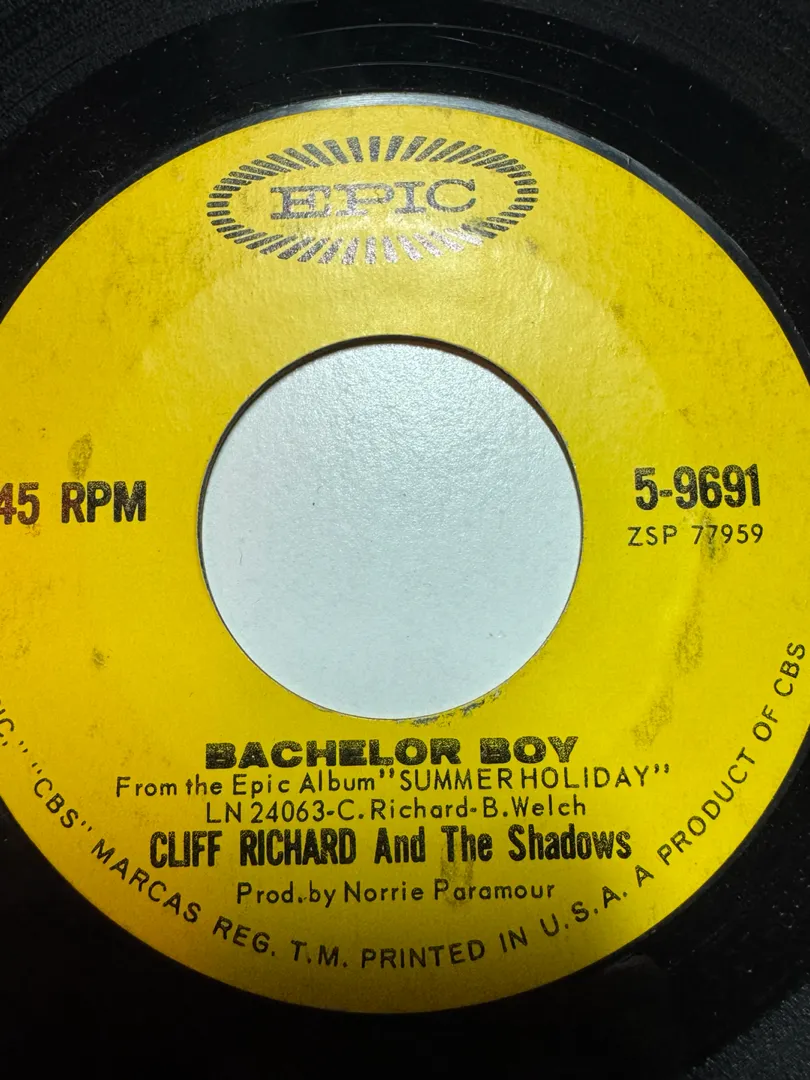 EPIC
45 RPM
5-9691
ZSP 77959
BACHELOR BOY
From the Epic Album "SUMMER HOLIDAY"
LN 24063-C. Richard-B. Welch
CLIFF RICHARD And The Shadows
Prod. by Norrie Paramour
"CBS" MARCAS REG. T.M. PRINTED IN U.S.A. A PRODUCT OF CBS